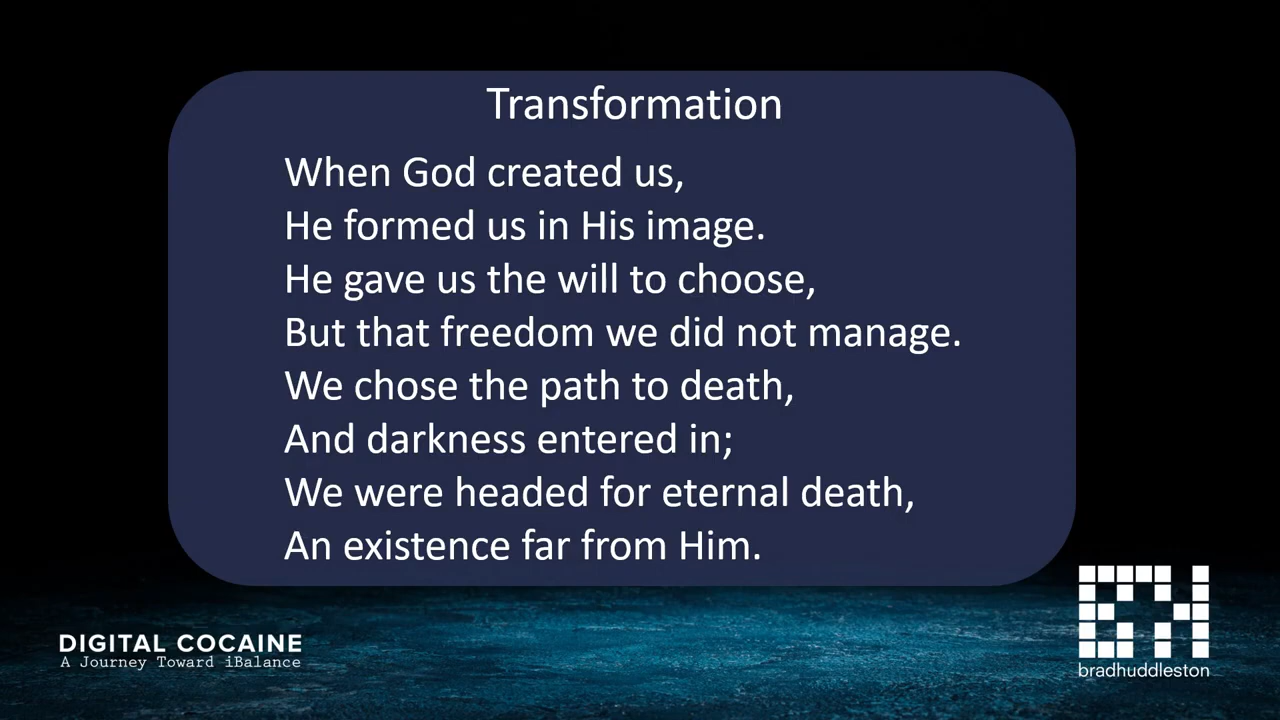 Transformation
When God created us,
He formed us in His image.
He gave us the will to choose,
But that freedom we did not manage.
We chose the path to death,
And darkness entered in;
We were headed for eternal death,
An existence far from Him.
DIGITAL COCAINE
A Journey Toward iBalance
bradhuddleston